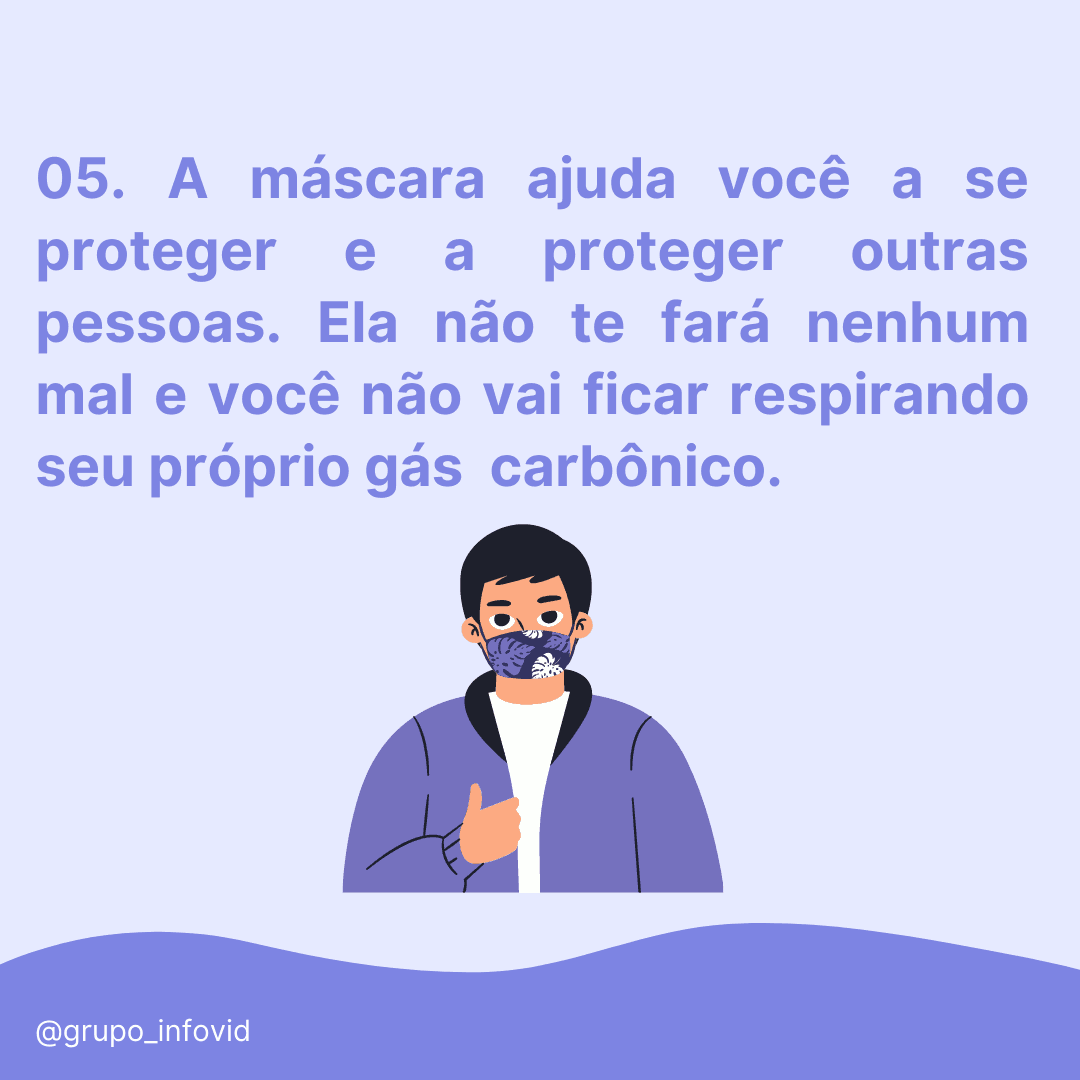 05. A máscara ajuda você a se
proteger e a proteger outras
pessoas. Ela não te fará nenhum
mal e você não vai ficar respirando
seu próprio gás carbônico.
@grupo_infovid